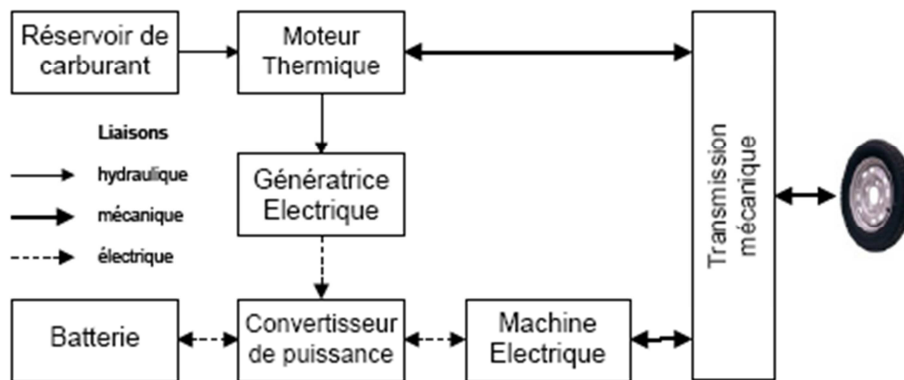 Réservoir de
carburant
Moteur
Thermique
Liaisons
hydraulique
mécanique
électrique
Génératrice
Electrique
Transmission
mécanique
Batterie
Convertisseur
de puissance
Machine
Electrique